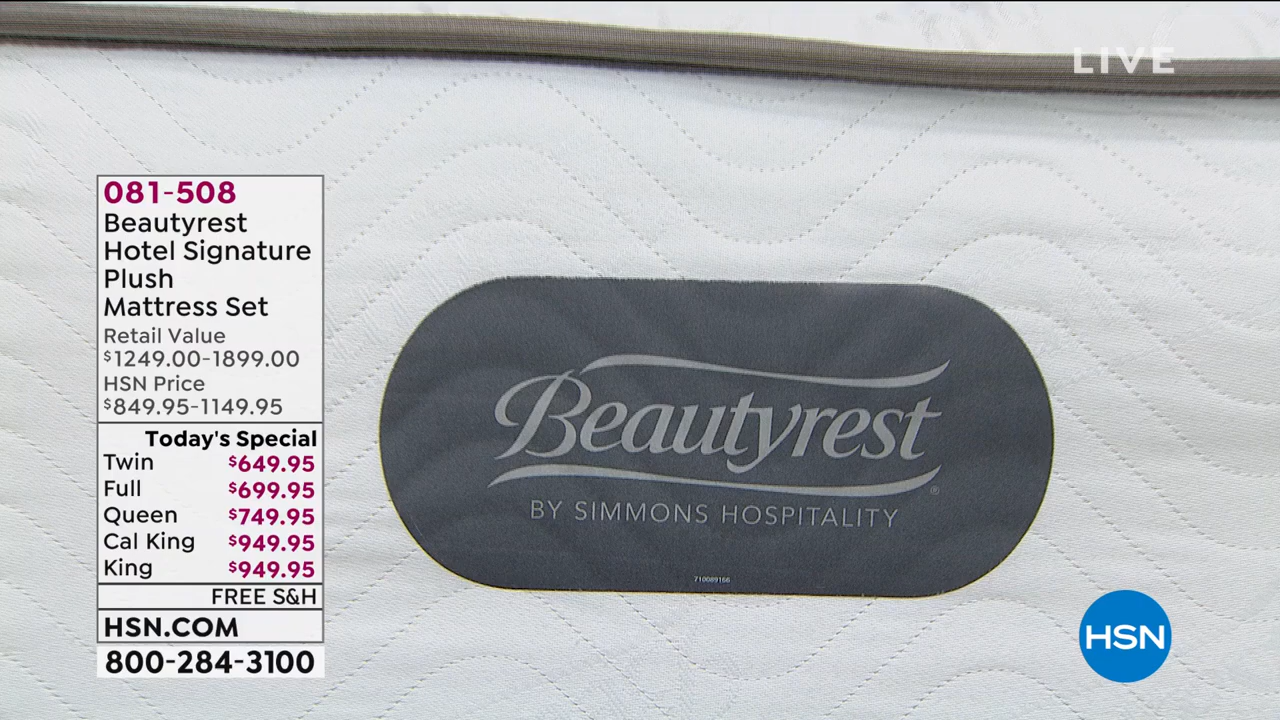 LIVE
081-508
Beautyrest
Hotel Signature
Plush
Mattress Set
Retail Value
$1249.00-1899.00
HSN Price
$849.95-1149.95
Today's Special
Twin $649.95
Full $699.95
Queen $749.95
Cal King $949.95
King $949.95
FREE S&H
HSN.COM
800-284-3100
Beautyrest®
BY SIMMONS HOSPITALITY
710089166
HSN